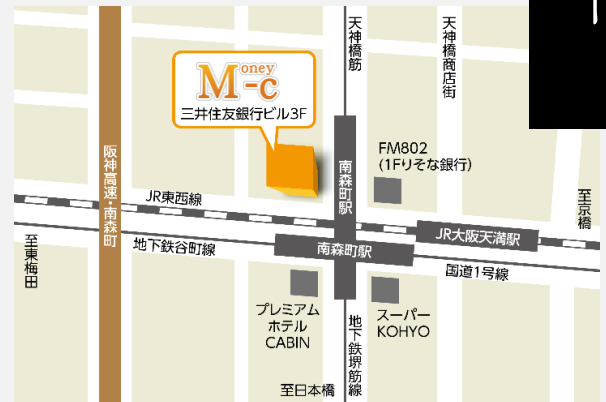 天神橋筋
天神橋商店街
Money
-c
三井住友銀行ビル3F
FM802
(1Fりそな銀行)
阪神高速・南森町
南森町駅
JR東西線
至京橋
JR大阪天満駅
南森町駅
地下鉄谷町線
国道1号線
至東梅田
プレミアム
ホテル
CABIN
スーパー
KOHYO
地下鉄堺筋線
至日本橋